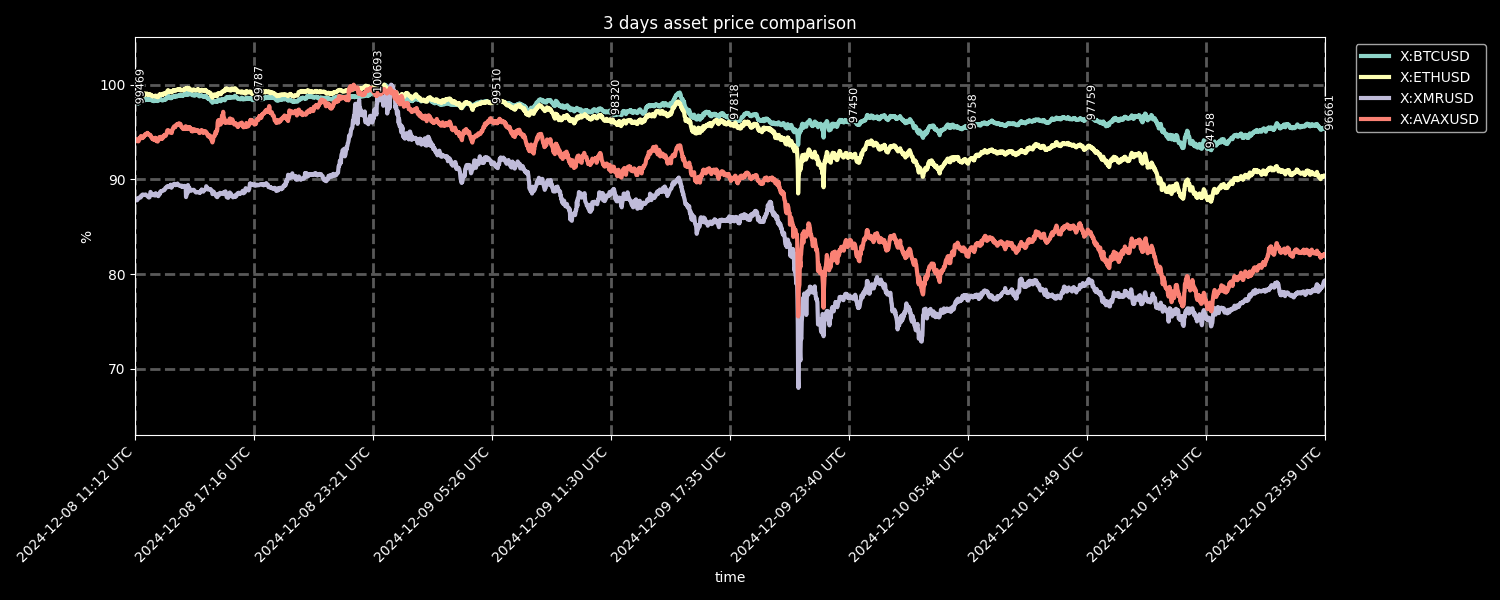 3 days asset price comparison
X:BTCUSD
X:ETHUSD
X:XMRUSD
X:AVAXUSD
99469
99787
100693
99510
98320
97818
97450
96758
97759
94758
96661
100
90
80
70
%
2024-12-08 11:12 UTC
2024-12-08 17:16 UTC
2024-12-08 23:21 UTC
2024-12-09 05:26 UTC
2024-12-09 11:30 UTC
2024-12-09 17:35 UTC
2024-12-09 23:40 UTC
2024-12-10 05:44 UTC
2024-12-10 11:49 UTC
2024-12-10 17:54 UTC
2024-12-10 23:59 UTC
time